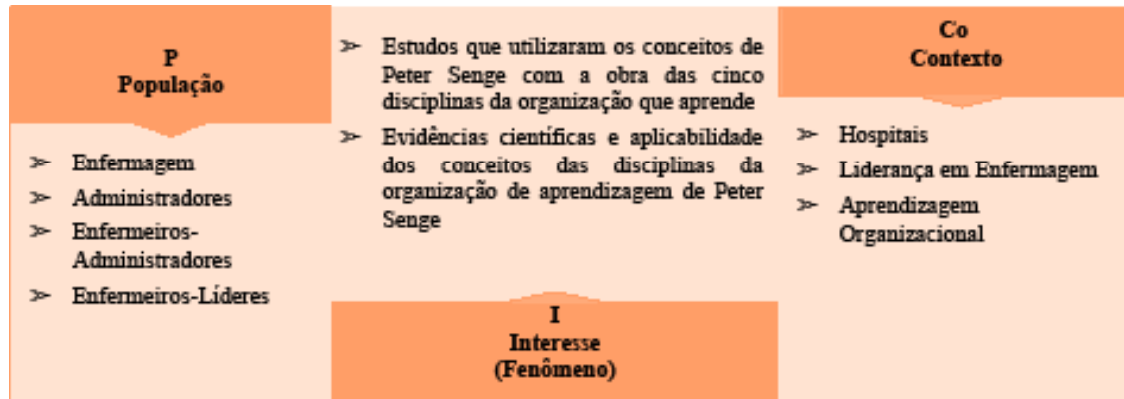 P
População
➢ Enfermagem
➢ Administradores
➢ Enfermeiros-
Administradores
➢ Enfermeiros-Líderes
➢ Estudos que utilizaram os conceitos de
Peter Senge com a obra das cinco
disciplinas da organização que aprende
➢ Evidências científicas e aplicabilidade
dos conceitos das disciplinas da
organização de aprendizagem de Peter
Senge
I
Interesse
(Fenômeno)
Co
Contexto
➢ Hospitais
➢ Liderança em Enfermagem
➢ Aprendizagem
Organizacional